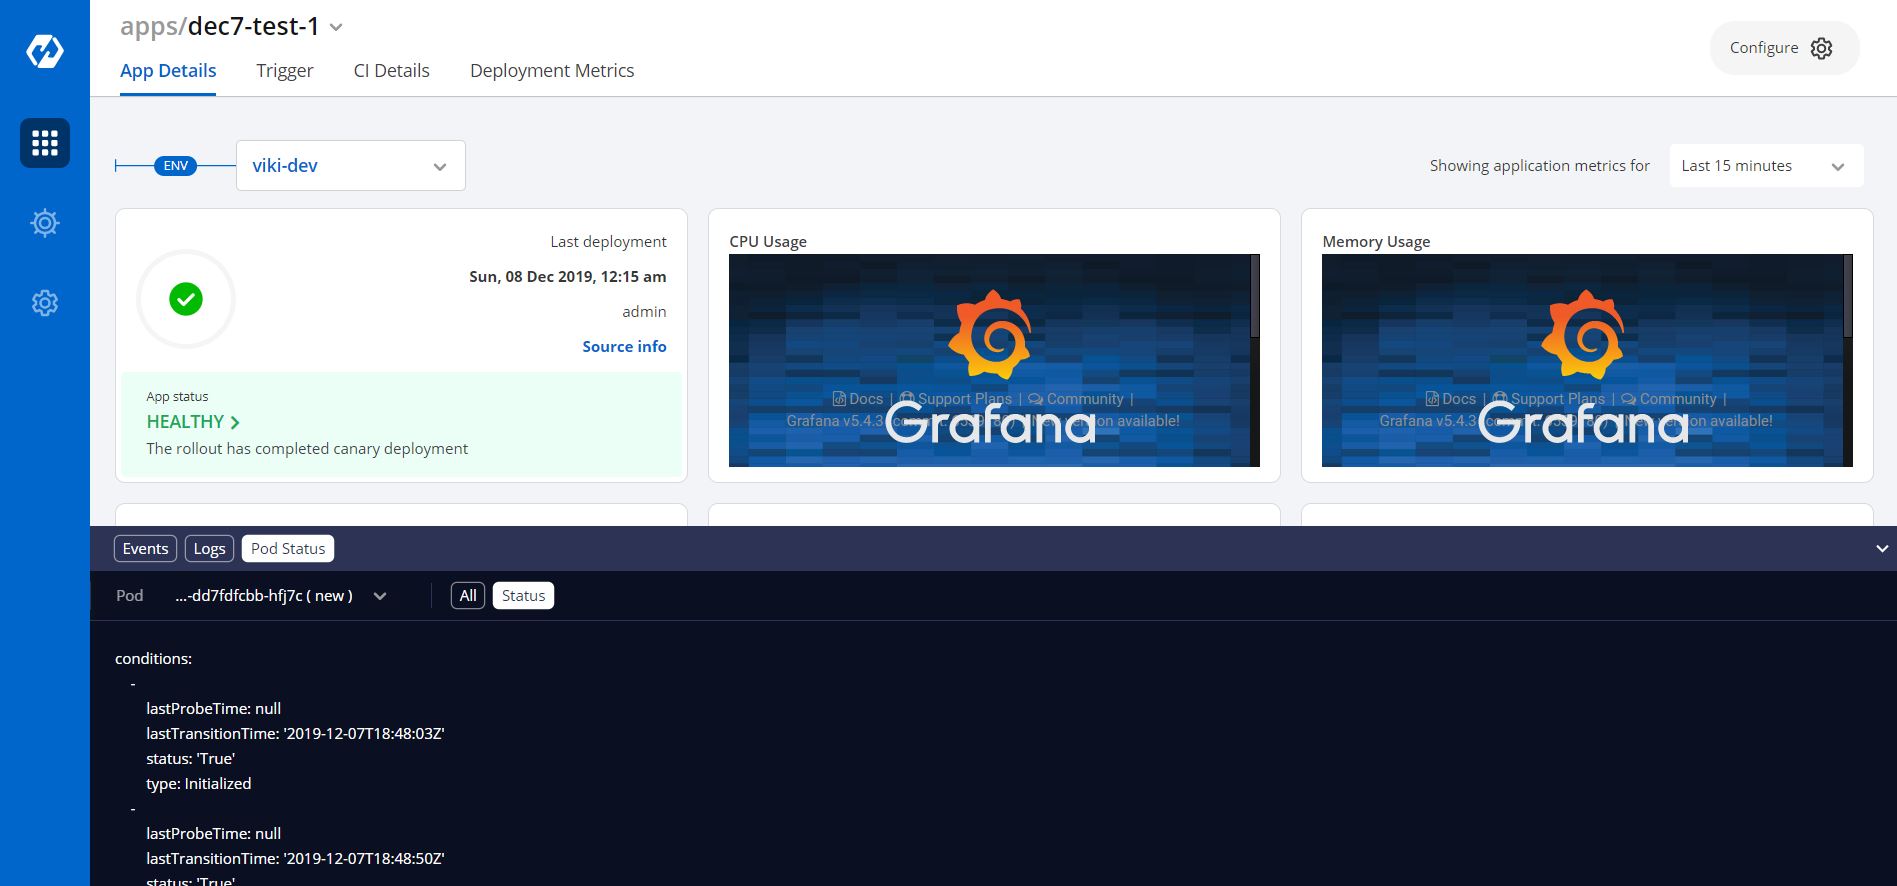 apps/dec7-test-1
Configure
App Details Trigger CI Details Deployment Metrics
ENV viki-dev
Showing application metrics for Last 15 minutes
Last deployment
Sun, 08 Dec 2019, 12:15 am
admin
Source info
App status
HEALTHY
The rollout has completed canary deployment
CPU Usage
Docs | Support Plans | Community |
Grafana v5.4.3 version available!
Grafana
Memory Usage
Docs | Support Plans | Community |
Grafana v5.4.3 version available!
Grafana
Events Logs Pod Status
Pod ...-dd7fdfcbb-hfj7c ( new ) All Status
conditions:
-
lastProbeTime: null
lastTransitionTime: '2019-12-07T18:48:03Z'
status: 'True'
type: Initialized
-
lastProbeTime: null
lastTransitionTime: '2019-12-07T18:48:50Z'
status: 'True'